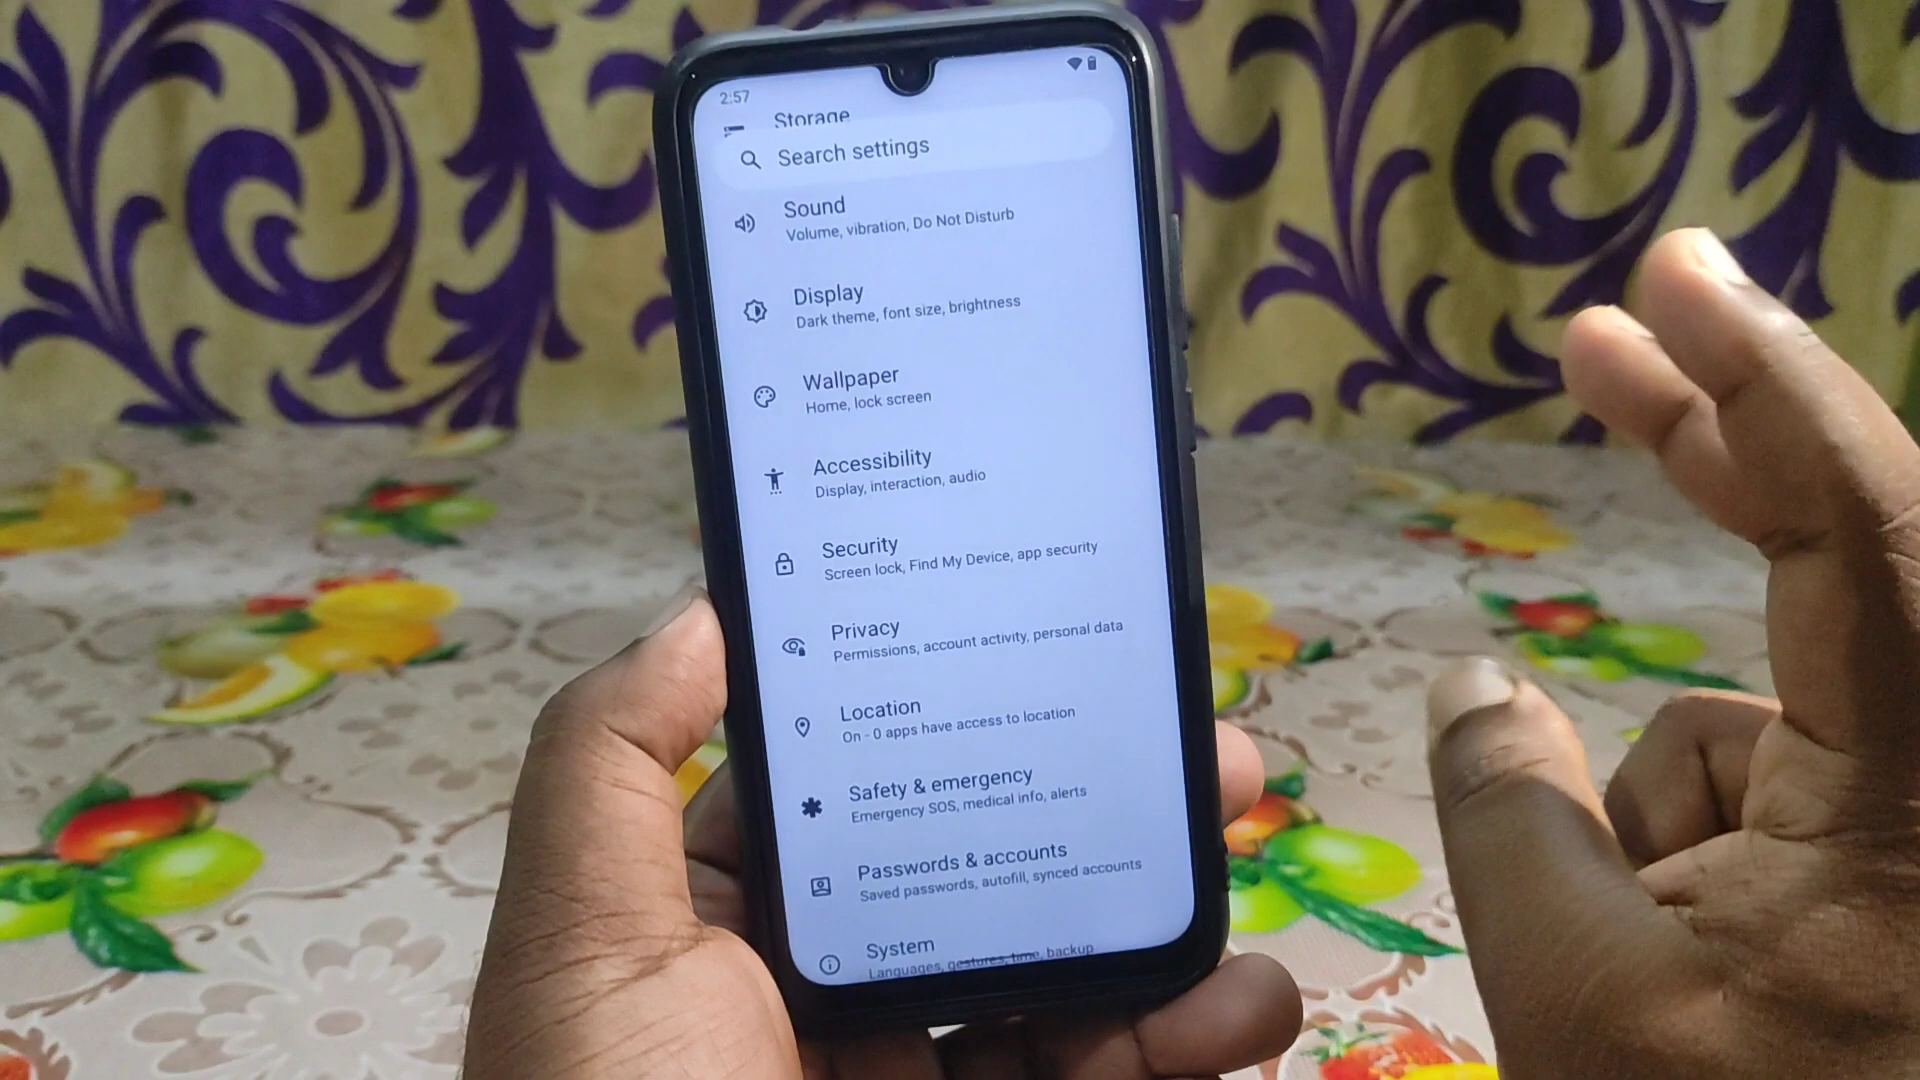 2:57
Storage
Search settings
Sound
Volume, vibration, Do Not Disturb
Display
Dark theme, font size, brightness
Wallpaper
Home, lock screen
Accessibility
Display, interaction, audio
Security
Screen lock, Find My Device, app security
Privacy
Permissions, account activity, personal data
Location
On - 0 apps have access to location
Safety & emergency
Emergency SOS, medical info, alerts
Passwords & accounts
Saved passwords, autofill, synced accounts
System
Languages, gestures, time, backup